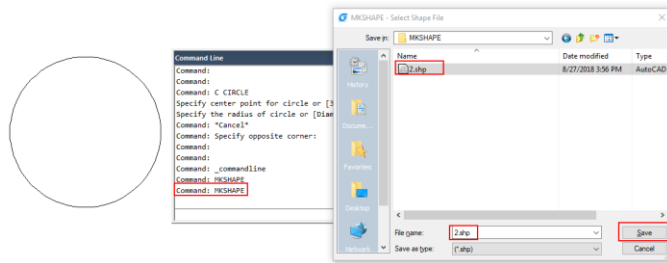 Command Line
Command:
Command:
Command: C CIRCLE
Specify center point for circle or [3
Specify the radius of circle or [Dian
Command: *Cancel*
Command: Specify opposite corner:
Command:
Command:
Command: _commandline
Command: MKSHAPE
Command: MKSHAPE
MKSHAPE - Select Shape File
Save in:
MKSHAPE
History
Docume...
Favorites
Desktop
Network
Name
Date modified
Type
2.shp
8/27/2018 3:56 PM
AutoCAD
File name:
2.shp
Save
Save as type:
(*.shp)
Cancel